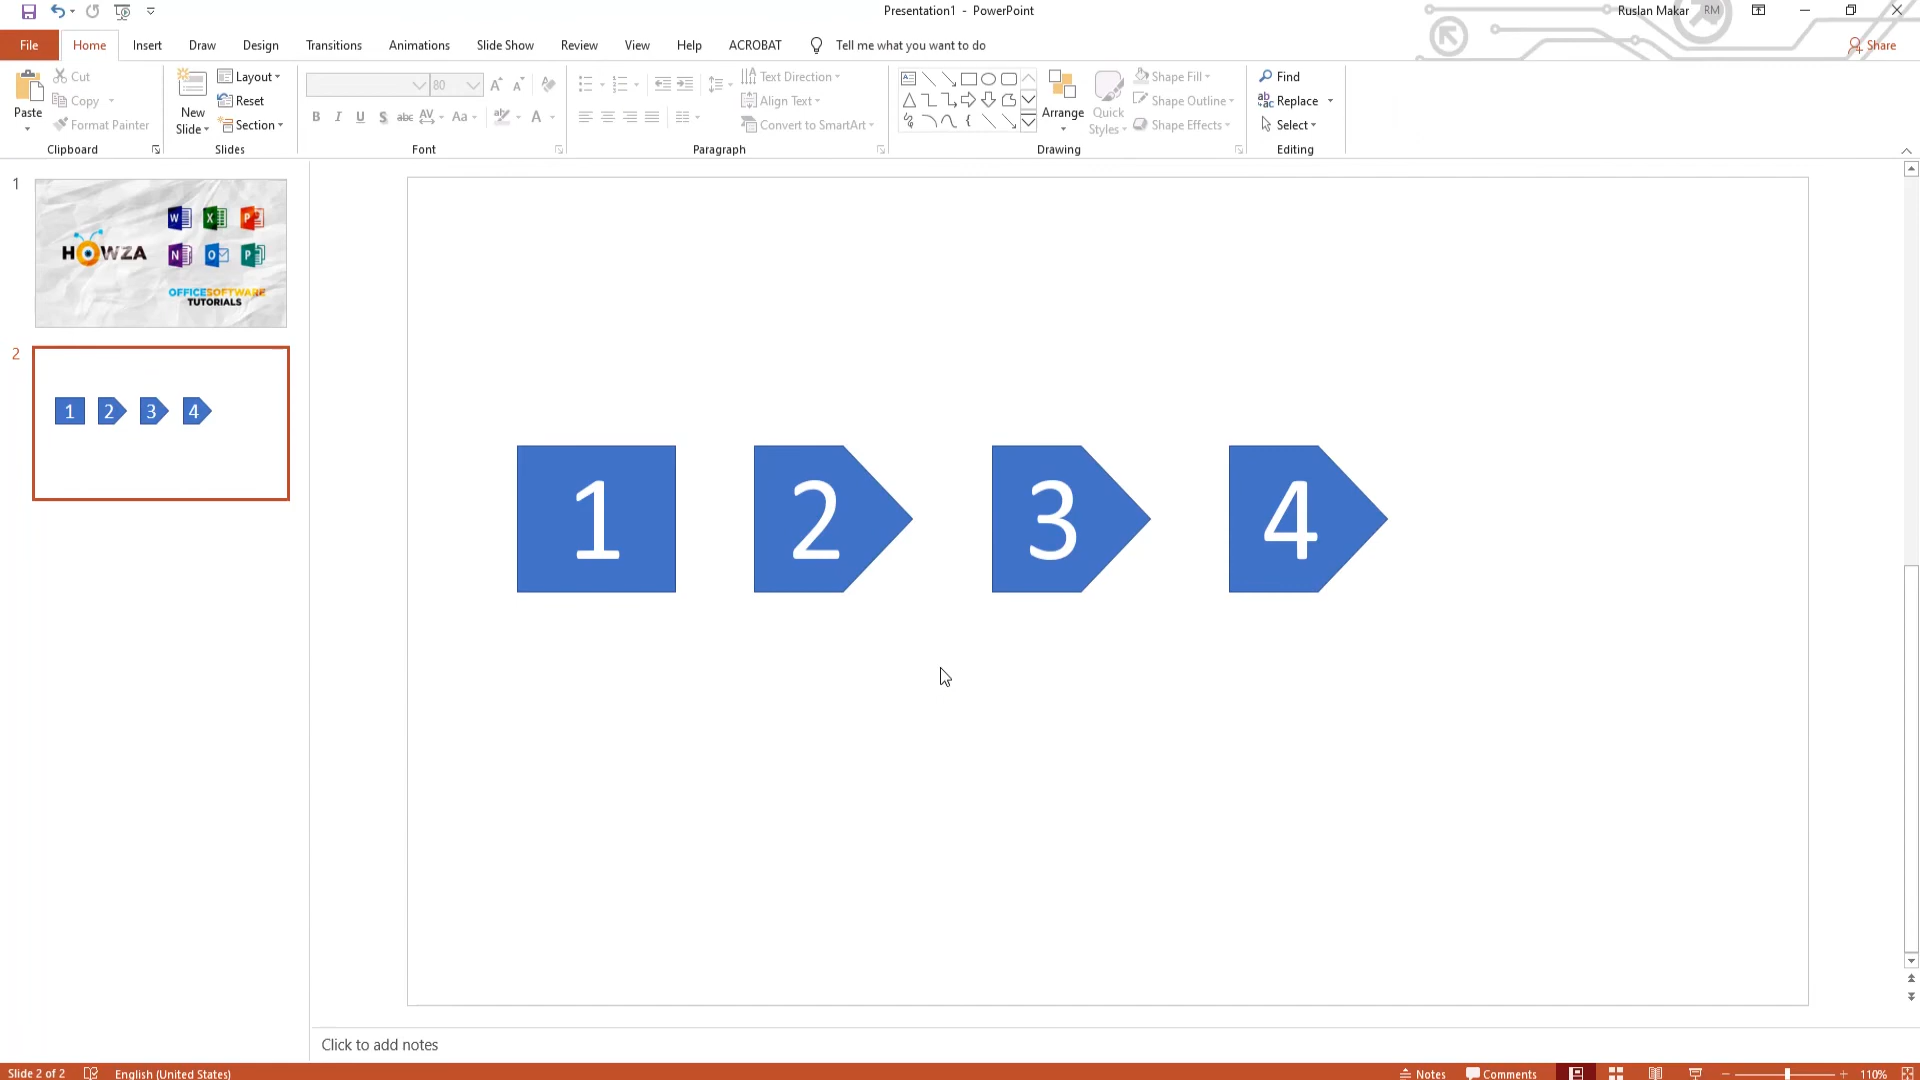 Presentation1 - PowerPoint
Ruslan Makar RM
File Home Insert Draw Design Transitions Animations Slide Show Review View Help ACROBAT Tell me what you want to do Share
Paste
Cut
Copy
Format Painter
Clipboard
New
Slide
Layout
Reset
Section
Slides
80
B I U S abc AV Aa A
Font
Text Direction
Align Text
Convert to SmartArt
Paragraph
Arrange
Quick
Styles
Shape Fill
Shape Outline
Shape Effects
Drawing
Find
Replace
Select
Editing
1
HOWZA
W X P
N O P
OFFICESOFTWARE
TUTORIALS
2
1 2 3 4
1 2 3 4
Click to add notes
Slide 2 of 2 English (United States) Notes Comments 110%